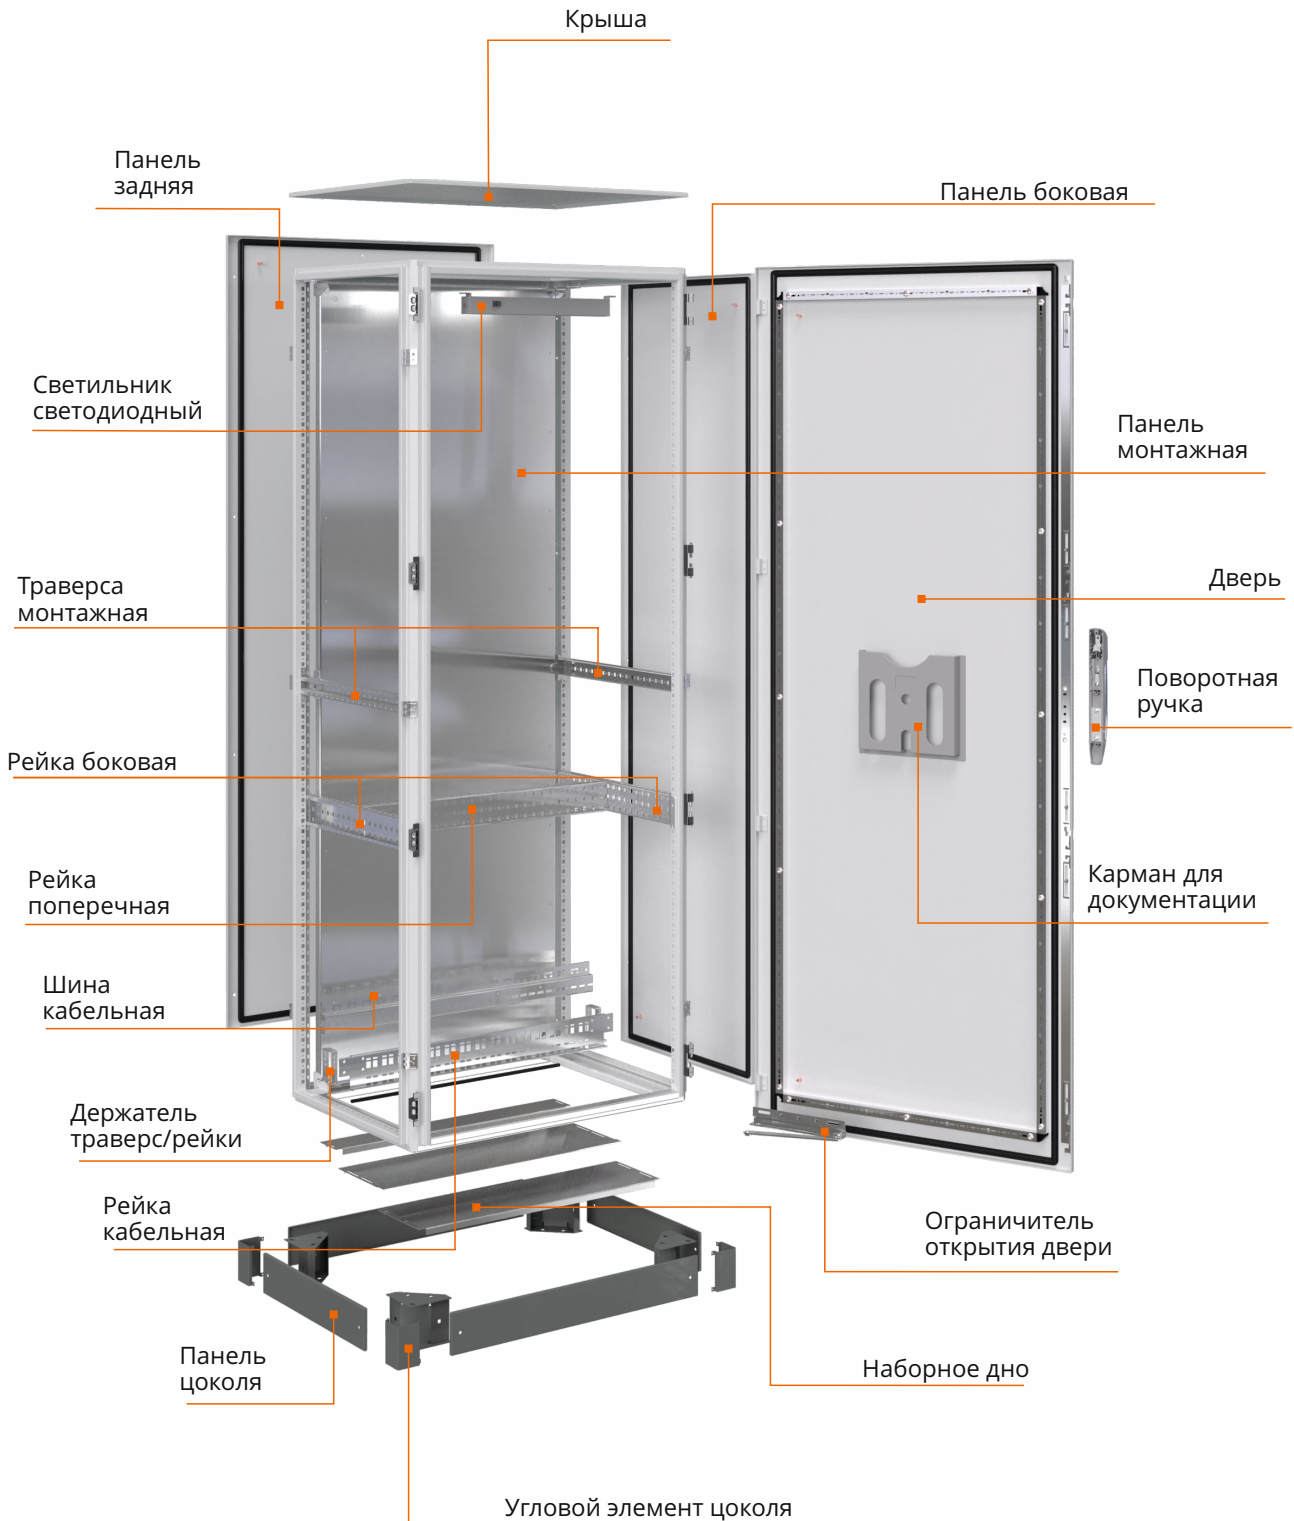 Крыша
Панель
задняя
Панель боковая
Светильник
светодиодный
Панель
монтажная
Траверса
монтажная
Дверь
Поворотная
ручка
Рейка боковая
Рейка
поперечная
Карман для
документации
Шина
кабельная
Держатель
траверс/рейки
Рейка
кабельная
Ограничитель
открытия двери
Панель
цоколя
Наборное дно
Угловой элемент цоколя